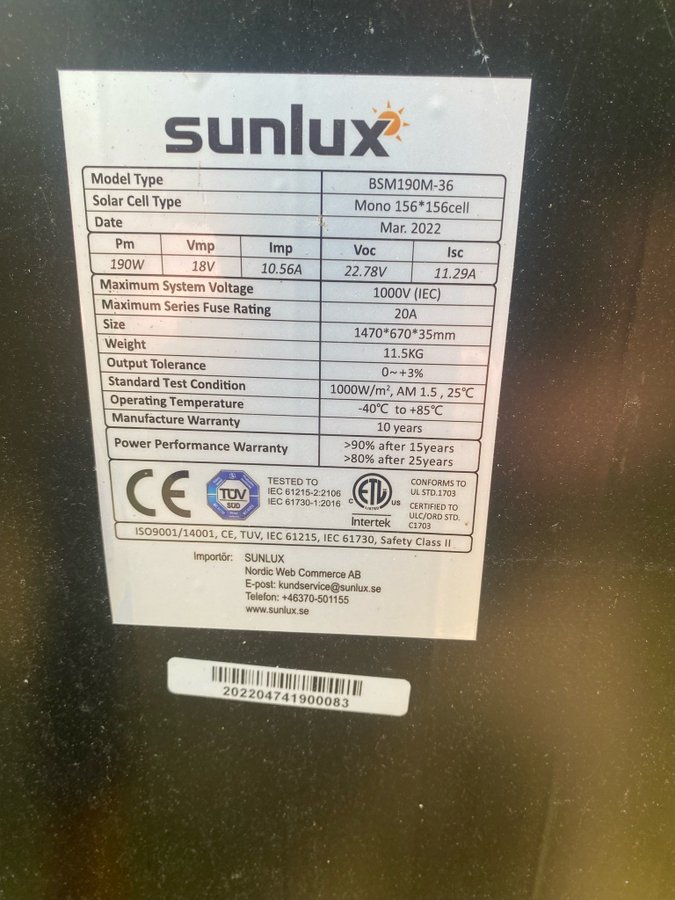 sunlux
Model Type BSM190M-36
Solar Cell Type Mono 156*156cell
Date Mar. 2022
Pm Vmp Imp Voc Isc
190W 18V 10.56A 22.78V 11.29A
Maximum System Voltage 1000V (IEC)
Maximum Series Fuse Rating 20A
Size 1470*670*35mm
Weight 11.5KG
Output Tolerance 0~+3%
Standard Test Condition 1000W/m², AM 1.5 , 25℃
Operating Temperature -40℃ to +85℃
Manufacture Warranty 10 years
Power Performance Warranty >90% after 15years
>80% after 25years
CE
TÜV
SÜD
TESTED TO
IEC 61215-2:2106
IEC 61730-1:2016
C ETL US
LISTED
Intertek
CONFORMS TO
UL STD.1703
CERTIFIED TO
ULC/ORD STD.
C1703
ISO9001/14001, CE, TUV, IEC 61215, IEC 61730, Safety Class II
Importör: SUNLUX
Nordic Web Commerce AB
E-post: kundservice@sunlux.se
Telefon: +46370-501155
www.sunlux.se
202204741900083